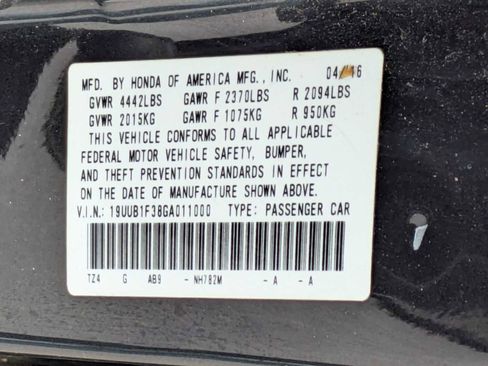 MFD. BY HONDA OF AMERICA MFG., INC. 04/16
GVWR 4442LBS GAWR F 2370LBS R 2094LBS
GVWR 2015KG GAWR F 1075KG R 950KG
THIS VEHICLE CONFORMS TO ALL APPLICABLE
FEDERAL MOTOR VEHICLE SAFETY, BUMPER,
AND THEFT PREVENTION STANDARDS IN EFFECT
ON THE DATE OF MANUFACTURE SHOWN ABOVE.
V.I.N.: 19UUB1F38GA011000 TYPE: PASSENGER CAR
TZ4 G AB9 - NH782M - A - A